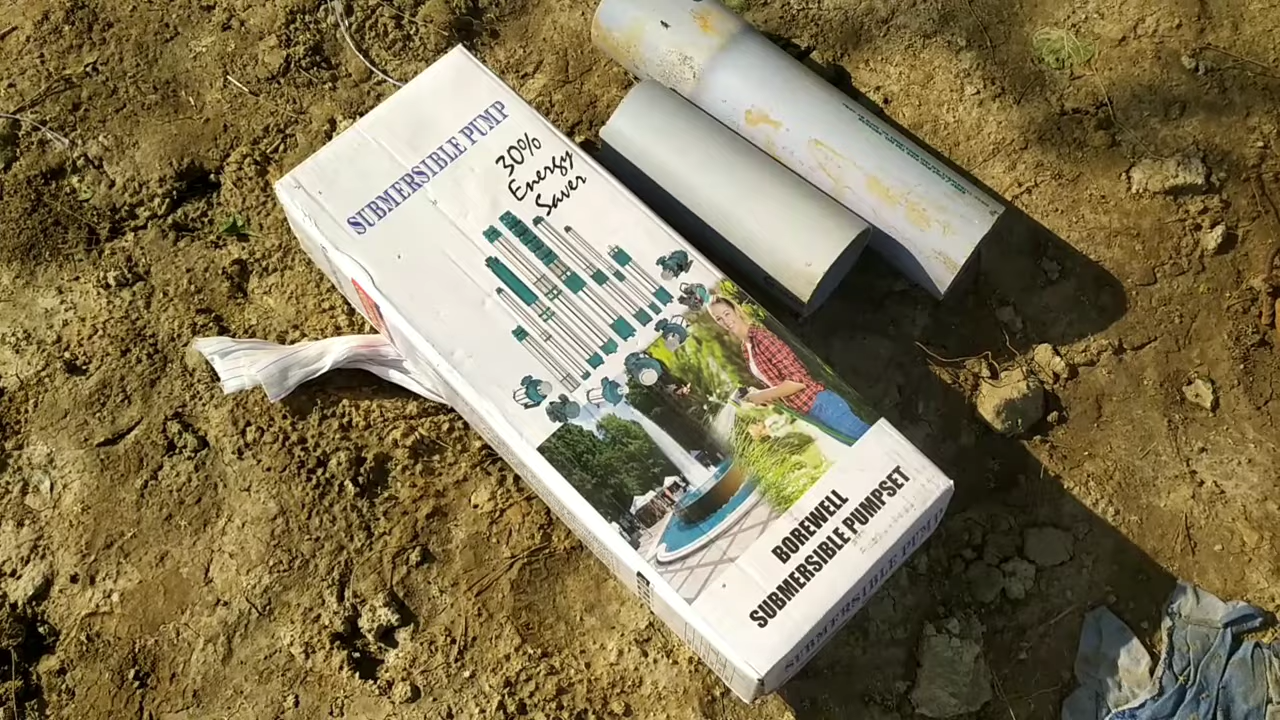 SUBMERSIBLE PUMP
30%
Energy
Saver
BOREWELL
SUBMERSIBLE PUMPSET
SUBMERSIBLE PUMP